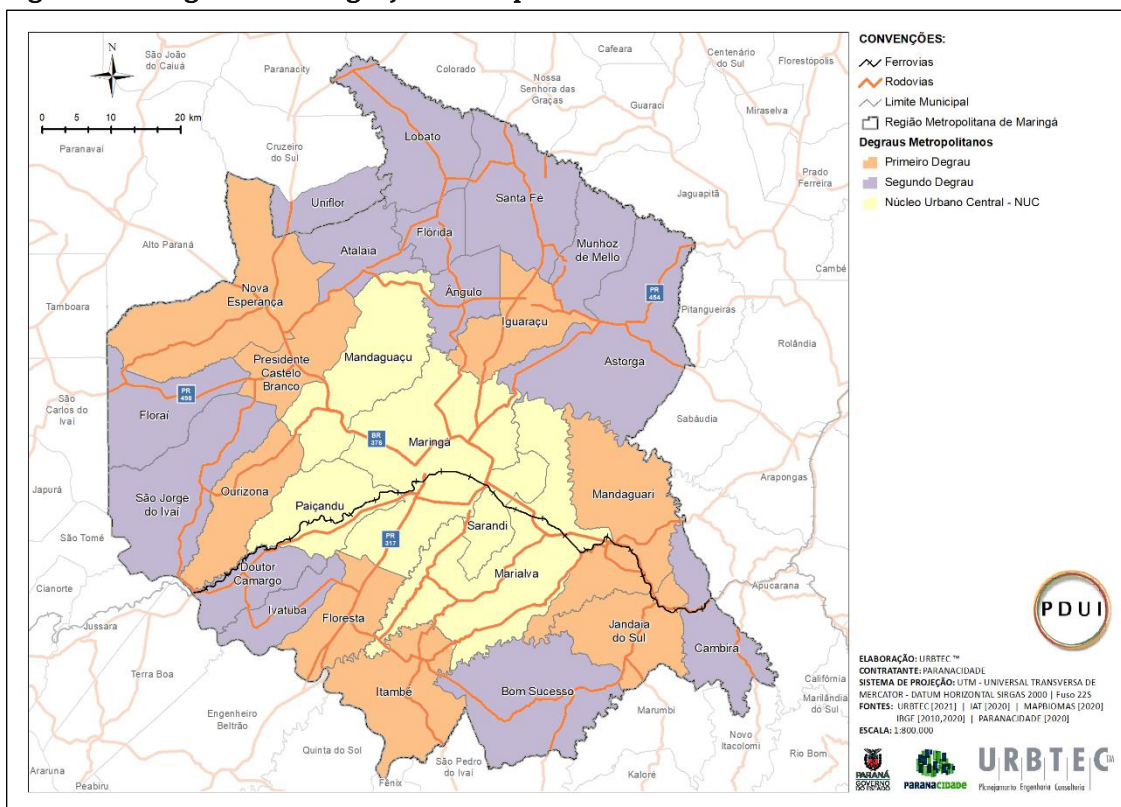 N
0 5 10 20 km
São João
do Caiuá
Paranacity
Colorado
Cafeara
Nossa
Senhora das
Graças
Centenário
do Sul
Florestópolis
Guaraci
Miraselva
Paranavaí
Cruzeiro
do Sul
Lobato
Prado
Ferreira
Uniflor
Santa Fé
Jaguapitã
Flórida
Alto Paraná
Atalaia
Munhoz
de Mello
Cambé
Nova
Esperança
Ângulo
PR
454
Tamboara
Pitangueiras
Iguaraçu
Rolândia
Mandaguaçu
Presidente
Castelo
Branco
Astorga
PR
498
São
Carlos do
Ivaí
Floraí
Sabáudia
BR
376
Maringa
Arapongas
Japurá
Ourizona
Mandaguari
São Jorge
do Ivaí
Paiçandu
Sarandi
São Tomé
PR
317
Doutor
Camargo
Marialva
Cianorte
Apucarana
Ivatuba
Floresta
Jussara
Jandaia
do Sul
Cambira
Terra Boa
Itambé
Bom Sucesso
Califórnia
Marilândia
do Sul
Engenheiro
Beltrão
Marumbi
Novo
Itacolomi
Quinta do Sol
São Pedro
do Ivaí
Rio Bom
Kaloré
Araruna
Peabiru
Fênix
CONVENÇÕES:
Ferrovias
Rodovias
Limite Municipal
Região Metropolitana de Maringá
Degraus Metropolitanos
Primeiro Degrau
Segundo Degrau
Núcleo Urbano Central - NUC
PDUI
ELABORAÇÃO: URBTEC ™
CONTRATANTE: PARANACIDADE
SISTEMA DE PROJEÇÃO: UTM - UNIVERSAL TRANSVERSA DE
MERCATOR - DATUM HORIZONTAL SIRGAS 2000 | Fuso 22S
FONTES: URBTEC [2021] | IAT [2020] | MAPBIOMAS [2020]
IBGE [2010,2020] | PARANACIDADE [2020]
ESCALA: 1:800.000
PARANÁ
GOVERNO
DO ESTADO
PARANACIDADE
URBTEC™
Planejamento Engenharia Consultoria